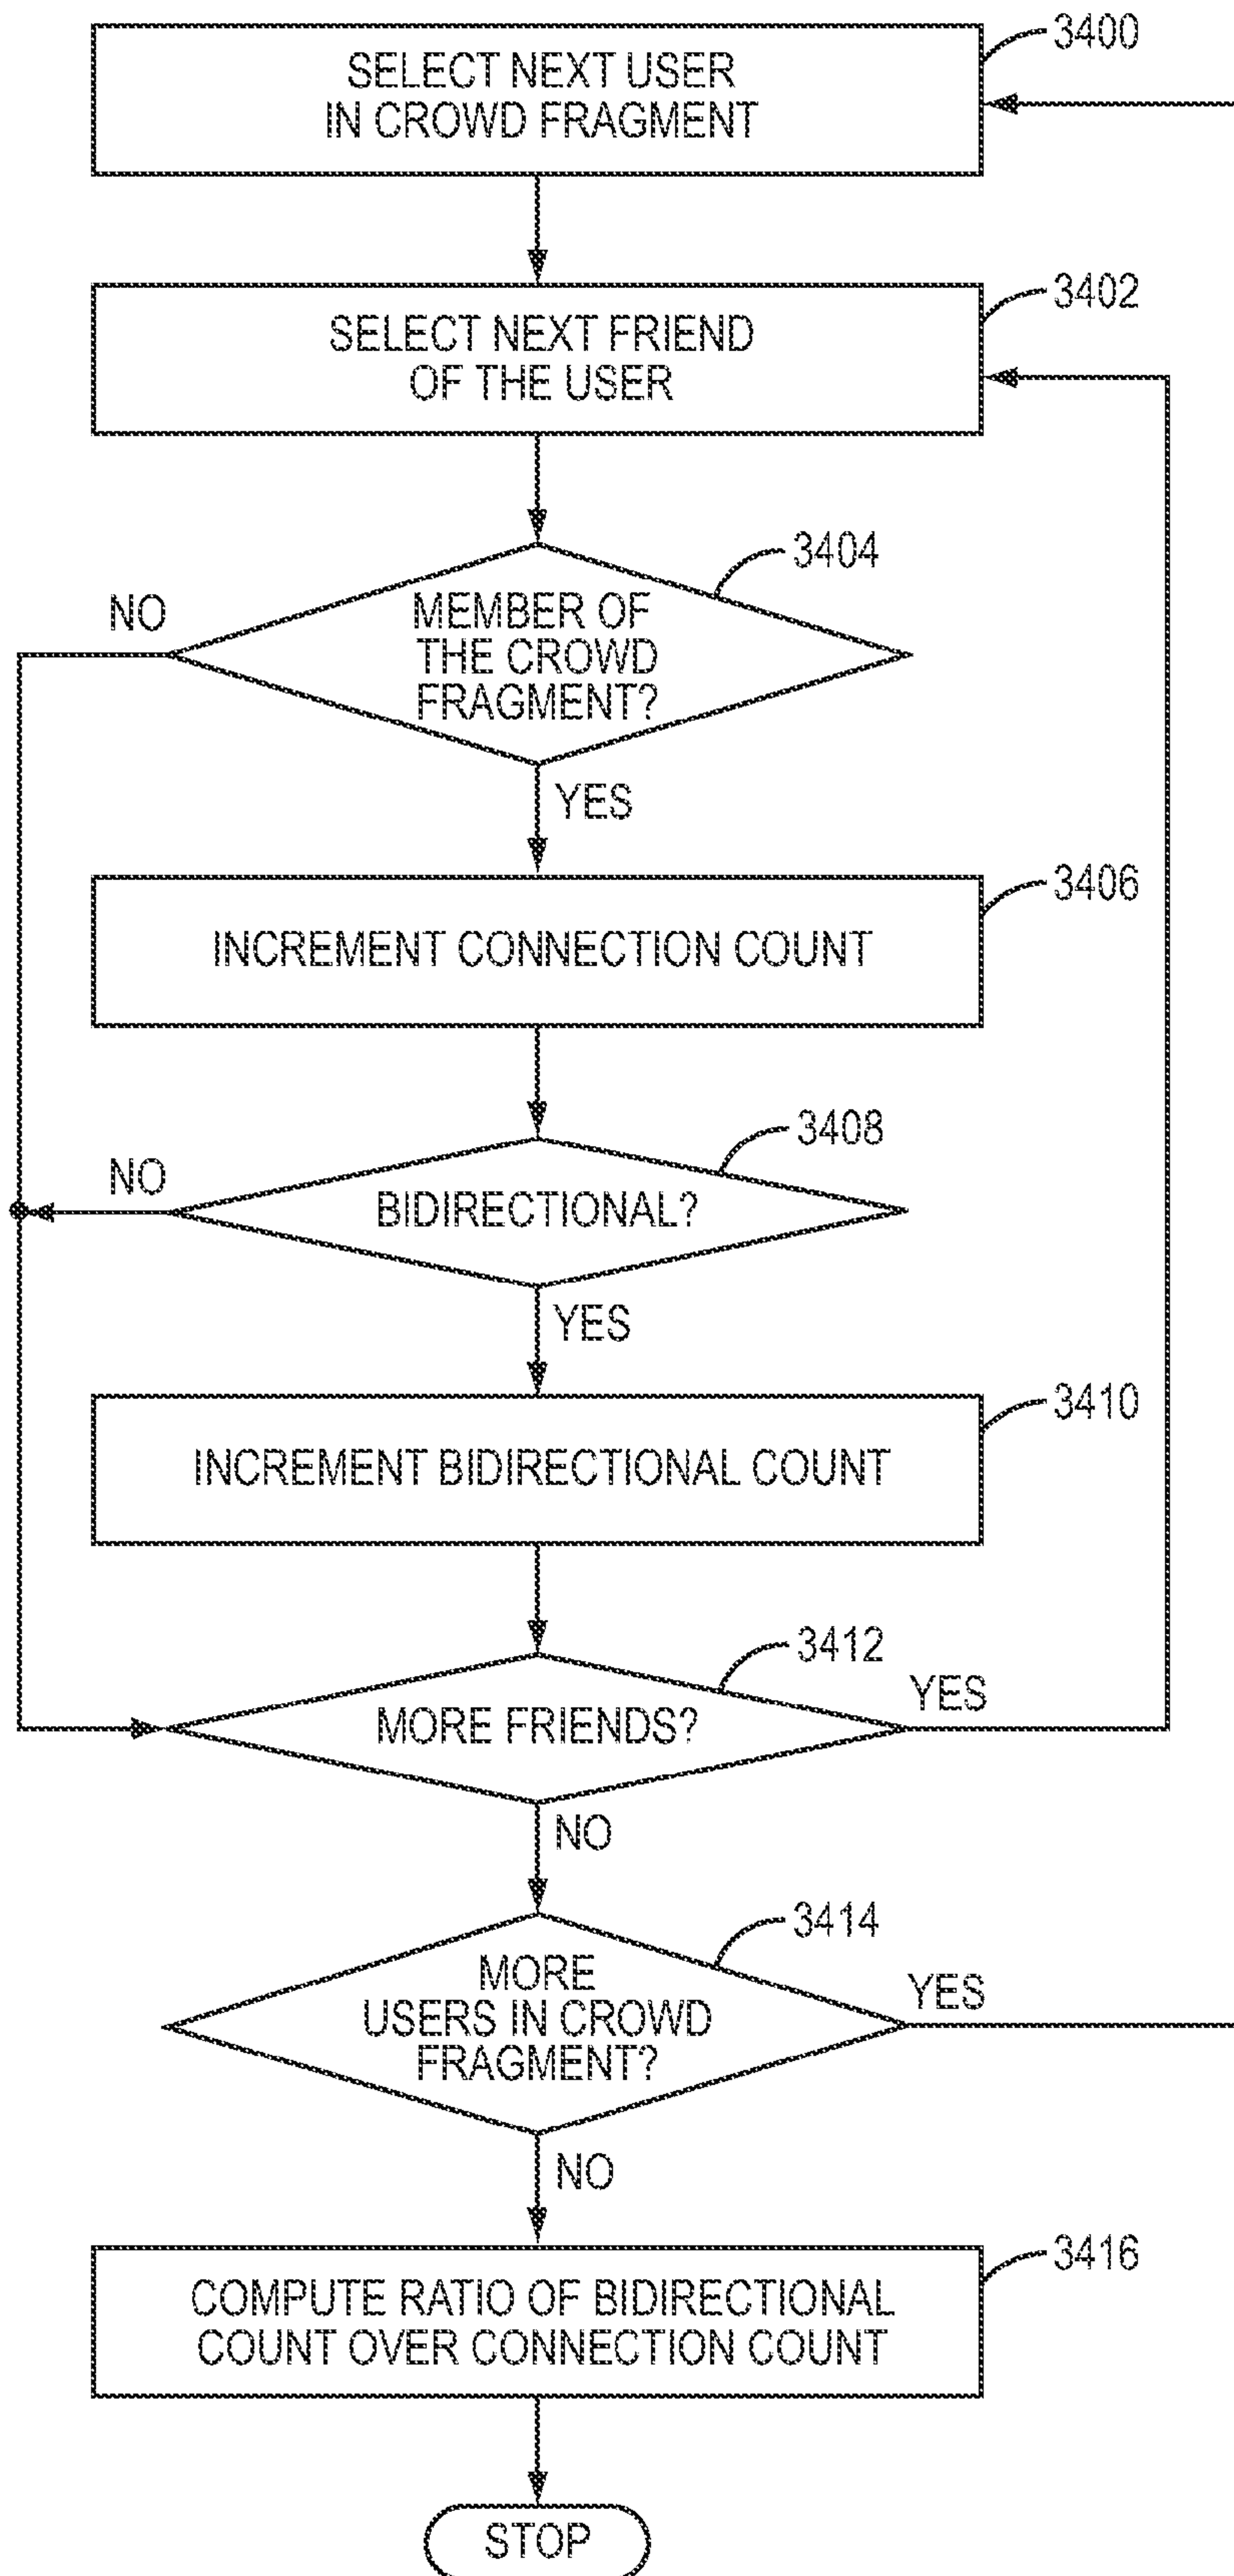 3400
SELECT NEXT USER
IN CROWD FRAGMENT
3402
SELECT NEXT FRIEND
OF THE USER
3404
NO
MEMBER OF
THE CROWD
FRAGMENT?
YES
3406
INCREMENT CONNECTION COUNT
3408
NO
BIDIRECTIONAL?
YES
3410
INCREMENT BIDIRECTIONAL COUNT
3412
YES
MORE FRIENDS?
NO
3414
MORE
USERS IN CROWD
FRAGMENT?
YES
NO
3416
COMPUTE RATIO OF BIDIRECTIONAL
COUNT OVER CONNECTION COUNT
STOP